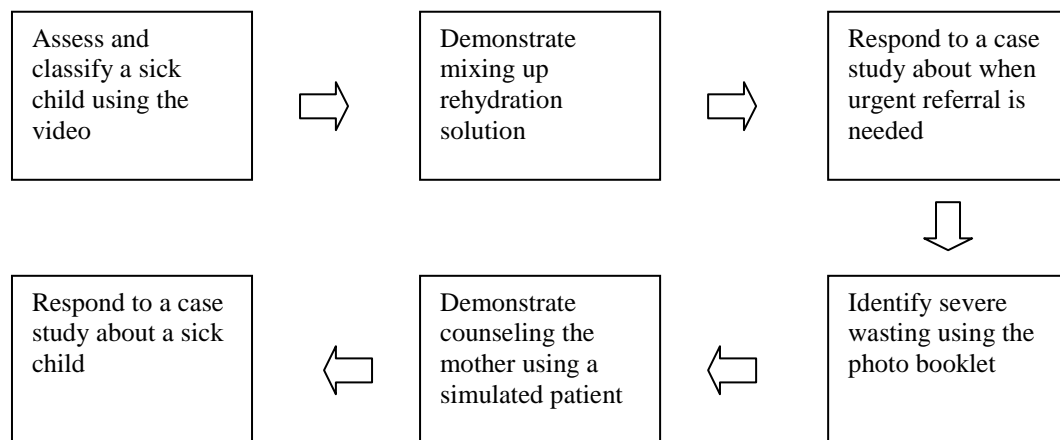 Assess and
classify a sick
child using the
video
Demonstrate
mixing up
rehydration
solution
Respond to a case
study about when
urgent referral is
needed
Identify severe
wasting using the
photo booklet
Demonstrate
counseling the
mother using a
simulated patient
Respond to a case
study about a sick
child